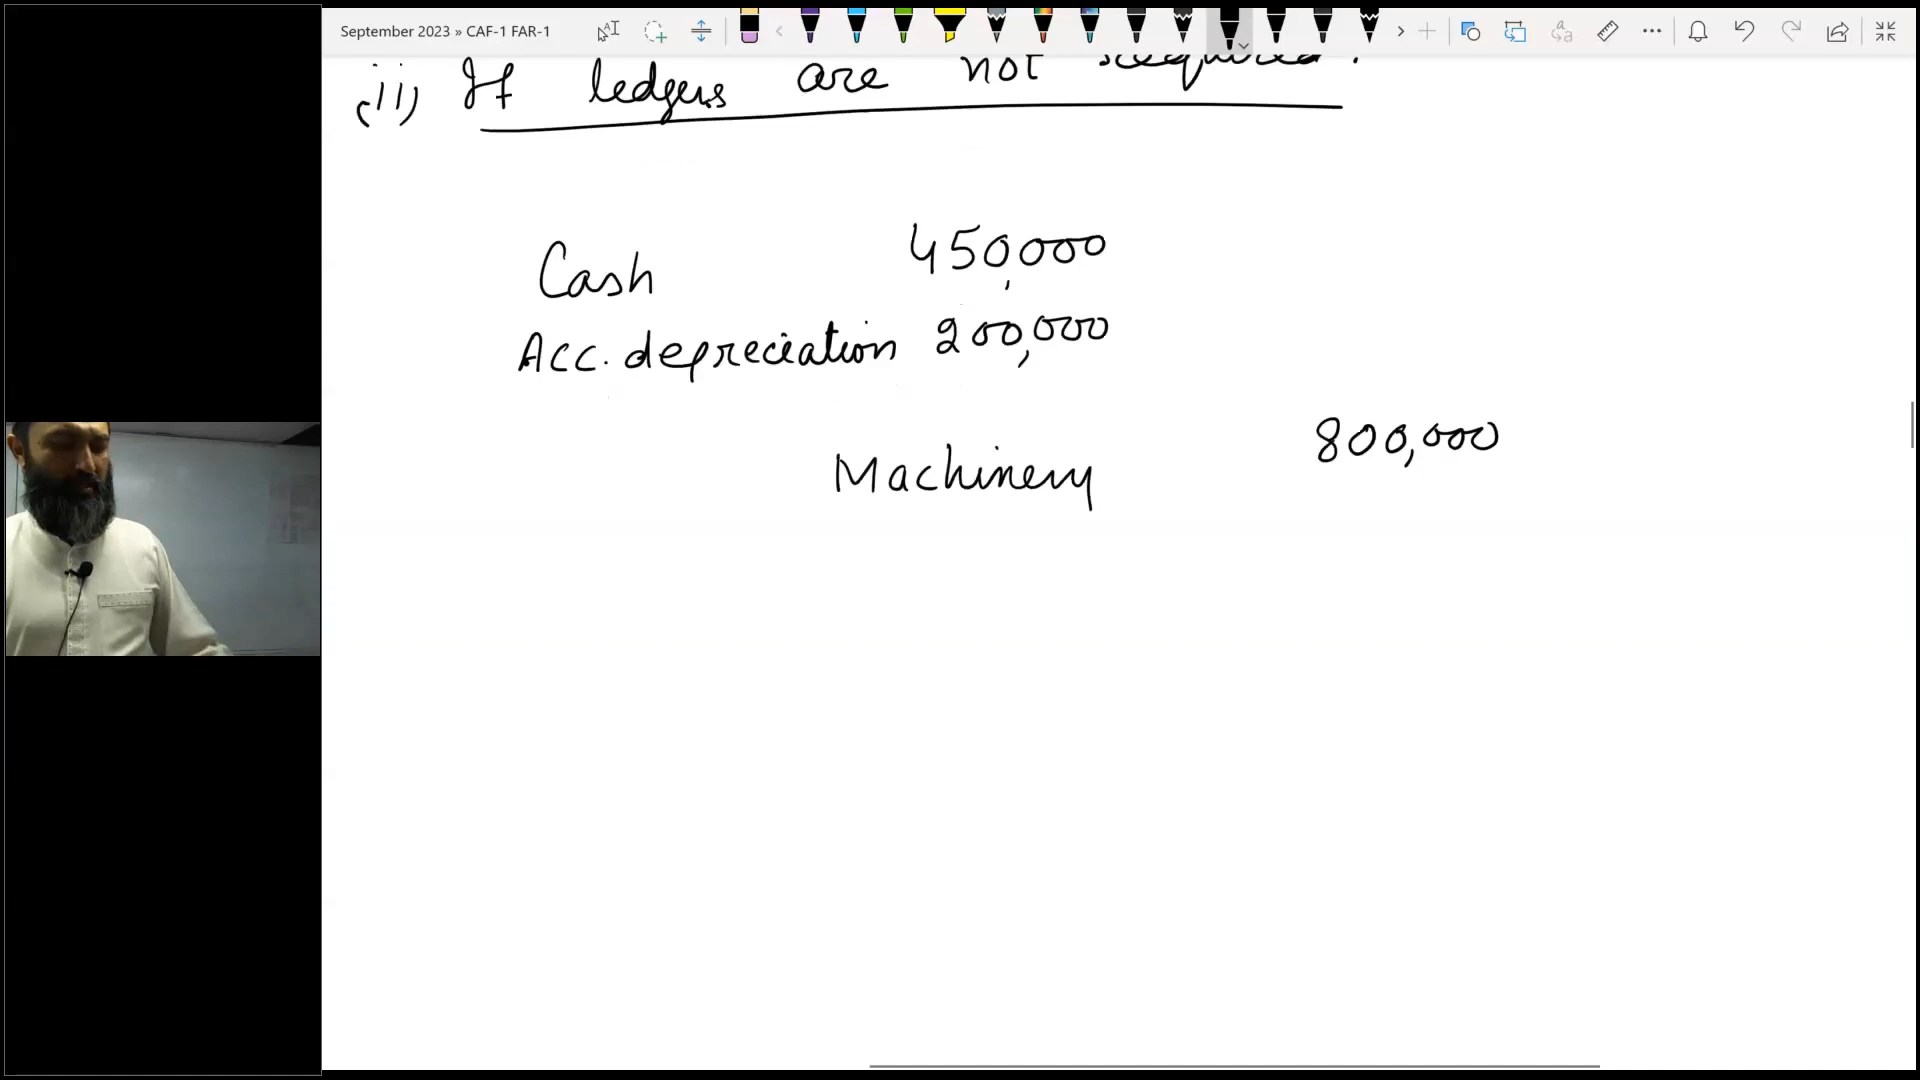 September 2023 » CAF-1 FAR-1
(ii) If ledgers are not required.
Cash 450,000
Acc. depreciation 200,000
Machinery 800,000